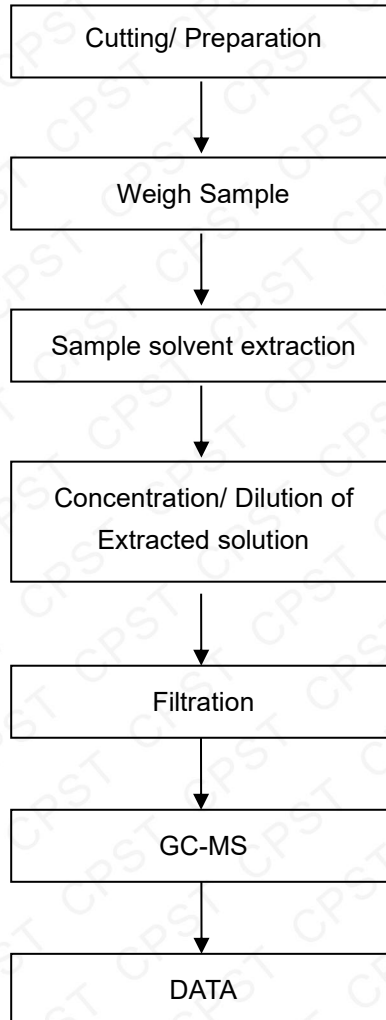 Cutting/ Preparation
Weigh Sample
Sample solvent extraction
Concentration/ Dilution of
Extracted solution
Filtration
GC-MS
DATA